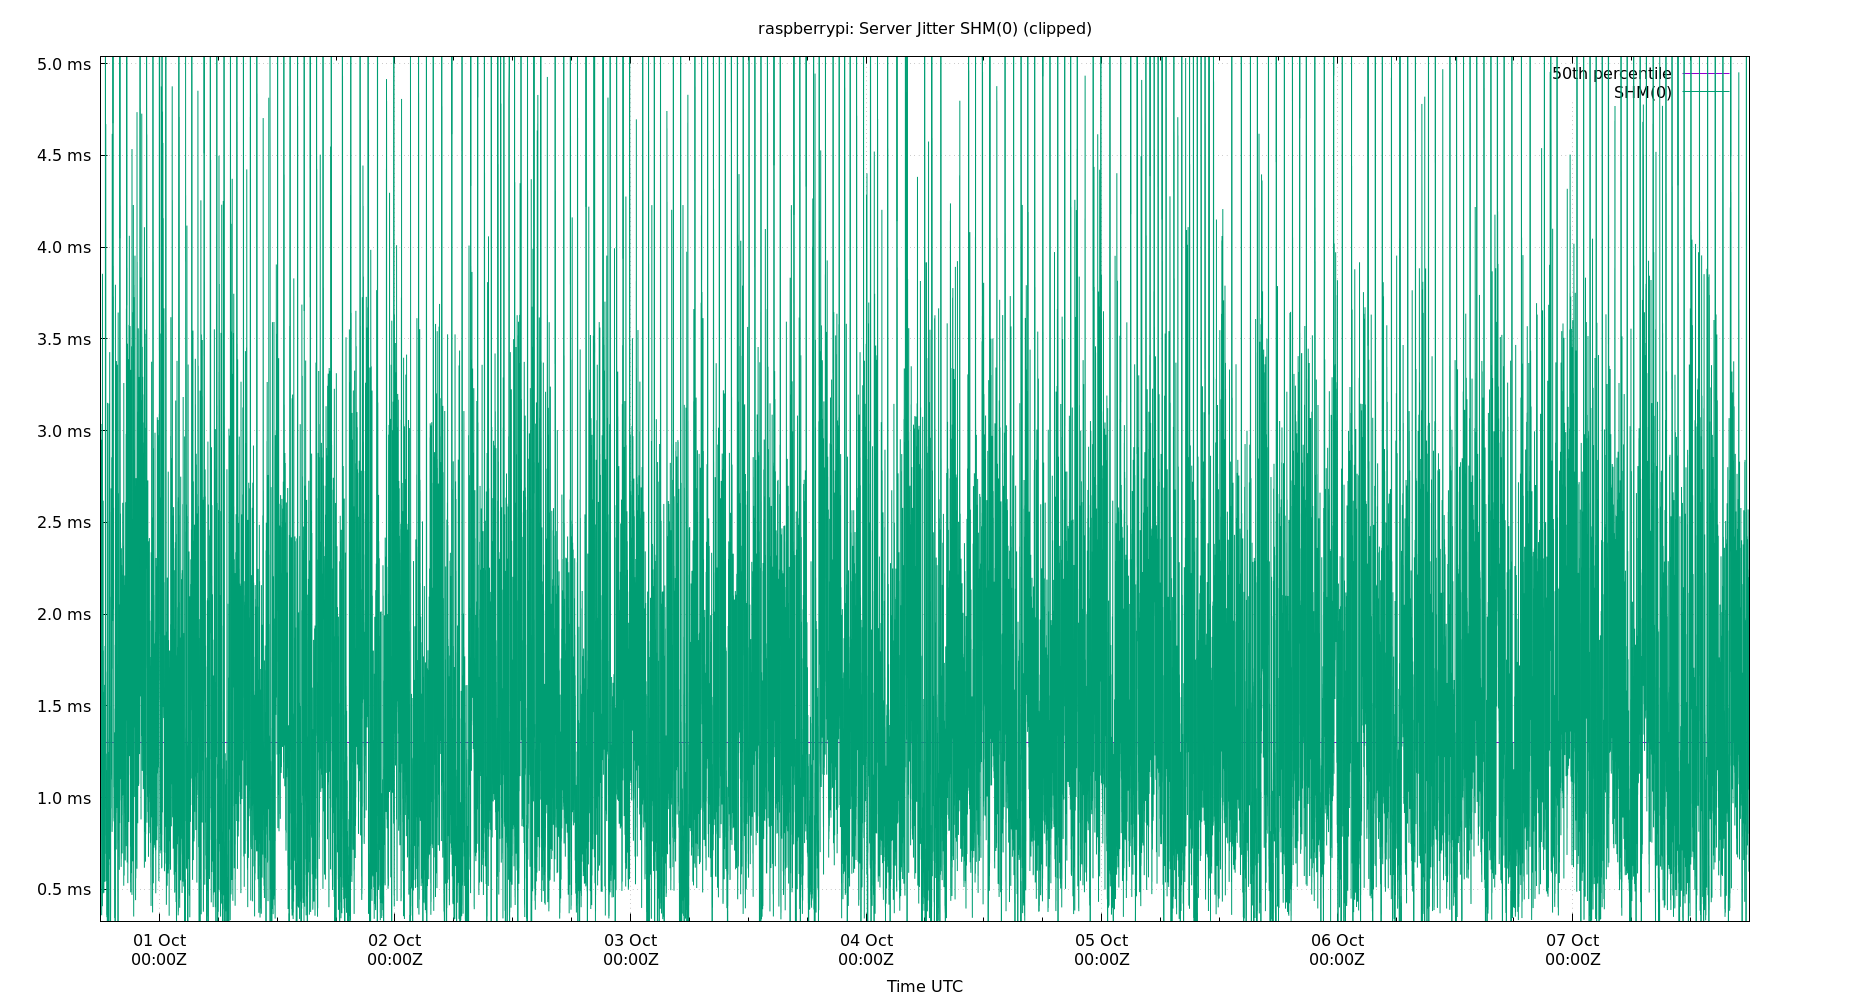 raspberrypi: Server Jitter SHM(0) (clipped)
5.0 ms
50th percentile
SHM(0)
4.5 ms
4.0 ms
3.5 ms
3.0 ms
2.5 ms
2.0 ms
1.5 ms
1.0 ms
0.5 ms
01 Oct 02 Oct 03 Oct 04 Oct 05 Oct 06 Oct 07 Oct
00:00Z 00:00Z 00:00Z 00:00Z 00:00Z 00:00Z 00:00Z
Time UTC